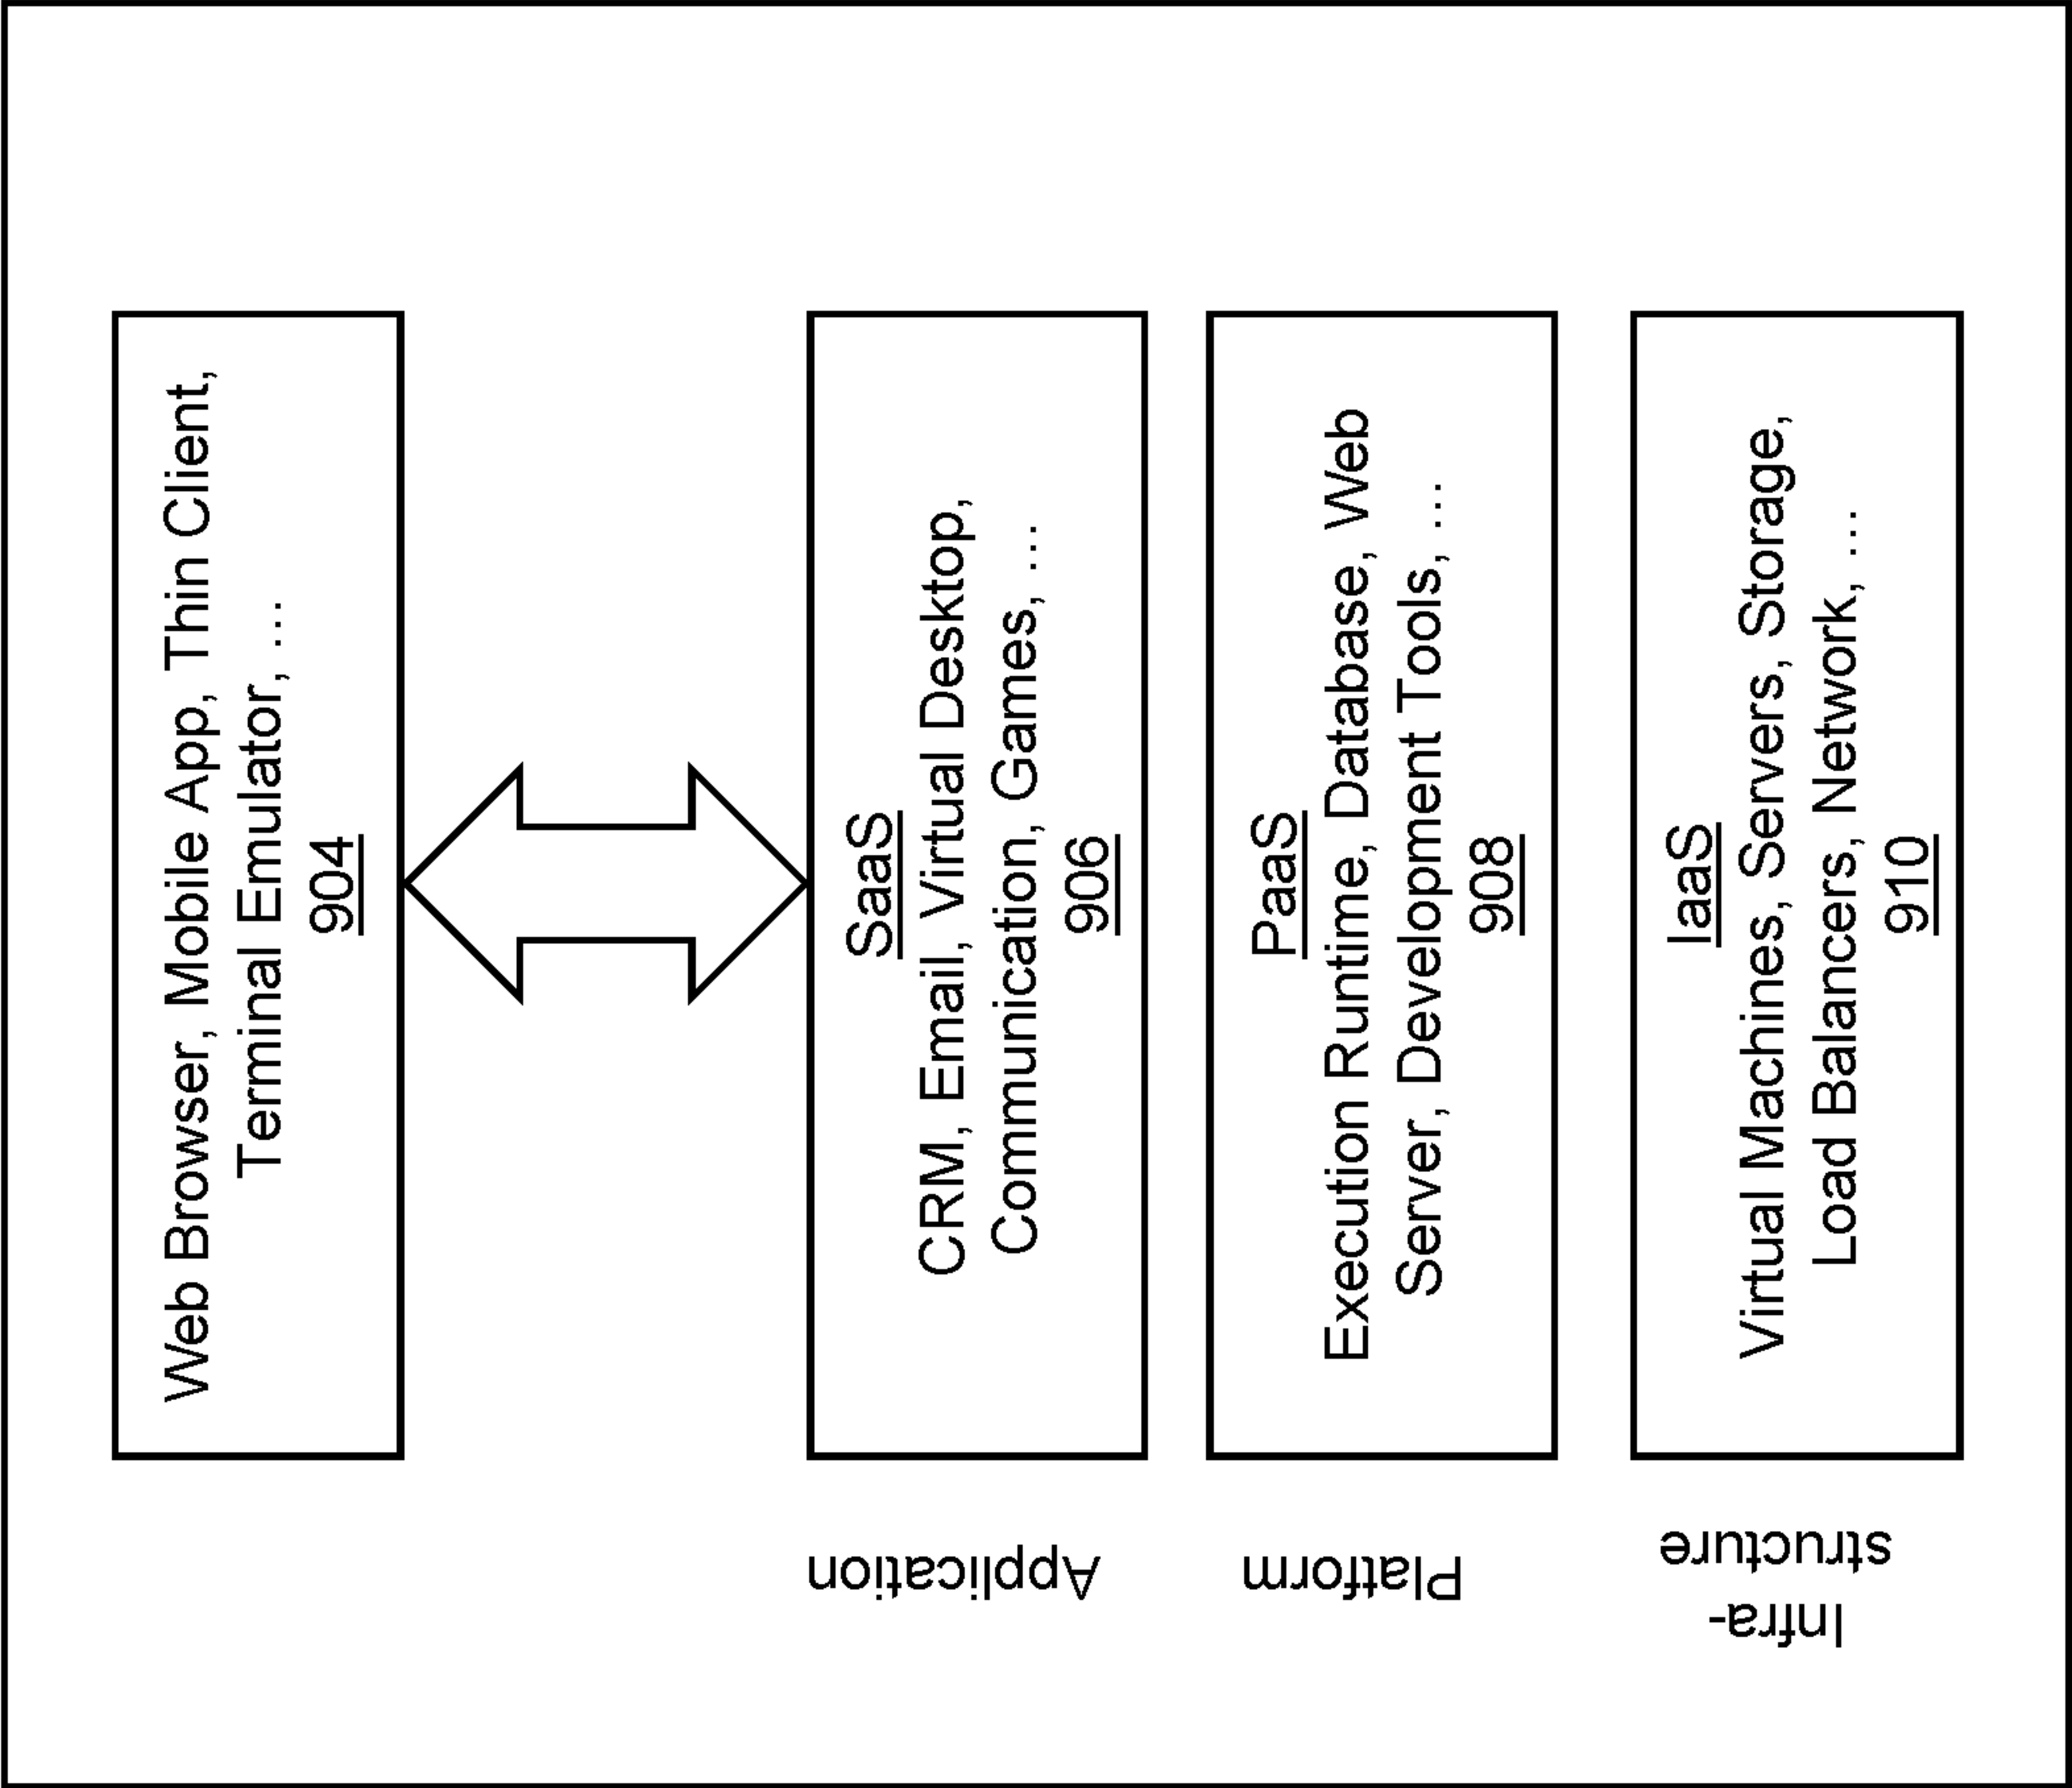 Web Browser, Mobile App, Thin Client,
Terminal Emulator, ...
904
Application
SaaS
CRM, Email, Virtual Desktop,
Communication, Games, ...
906
Platform
PaaS
Execution Runtime, Database, Web
Server, Development Tools, ...
908
Infra-
structure
IaaS
Virtual Machines, Servers, Storage,
Load Balancers, Network, ...
910